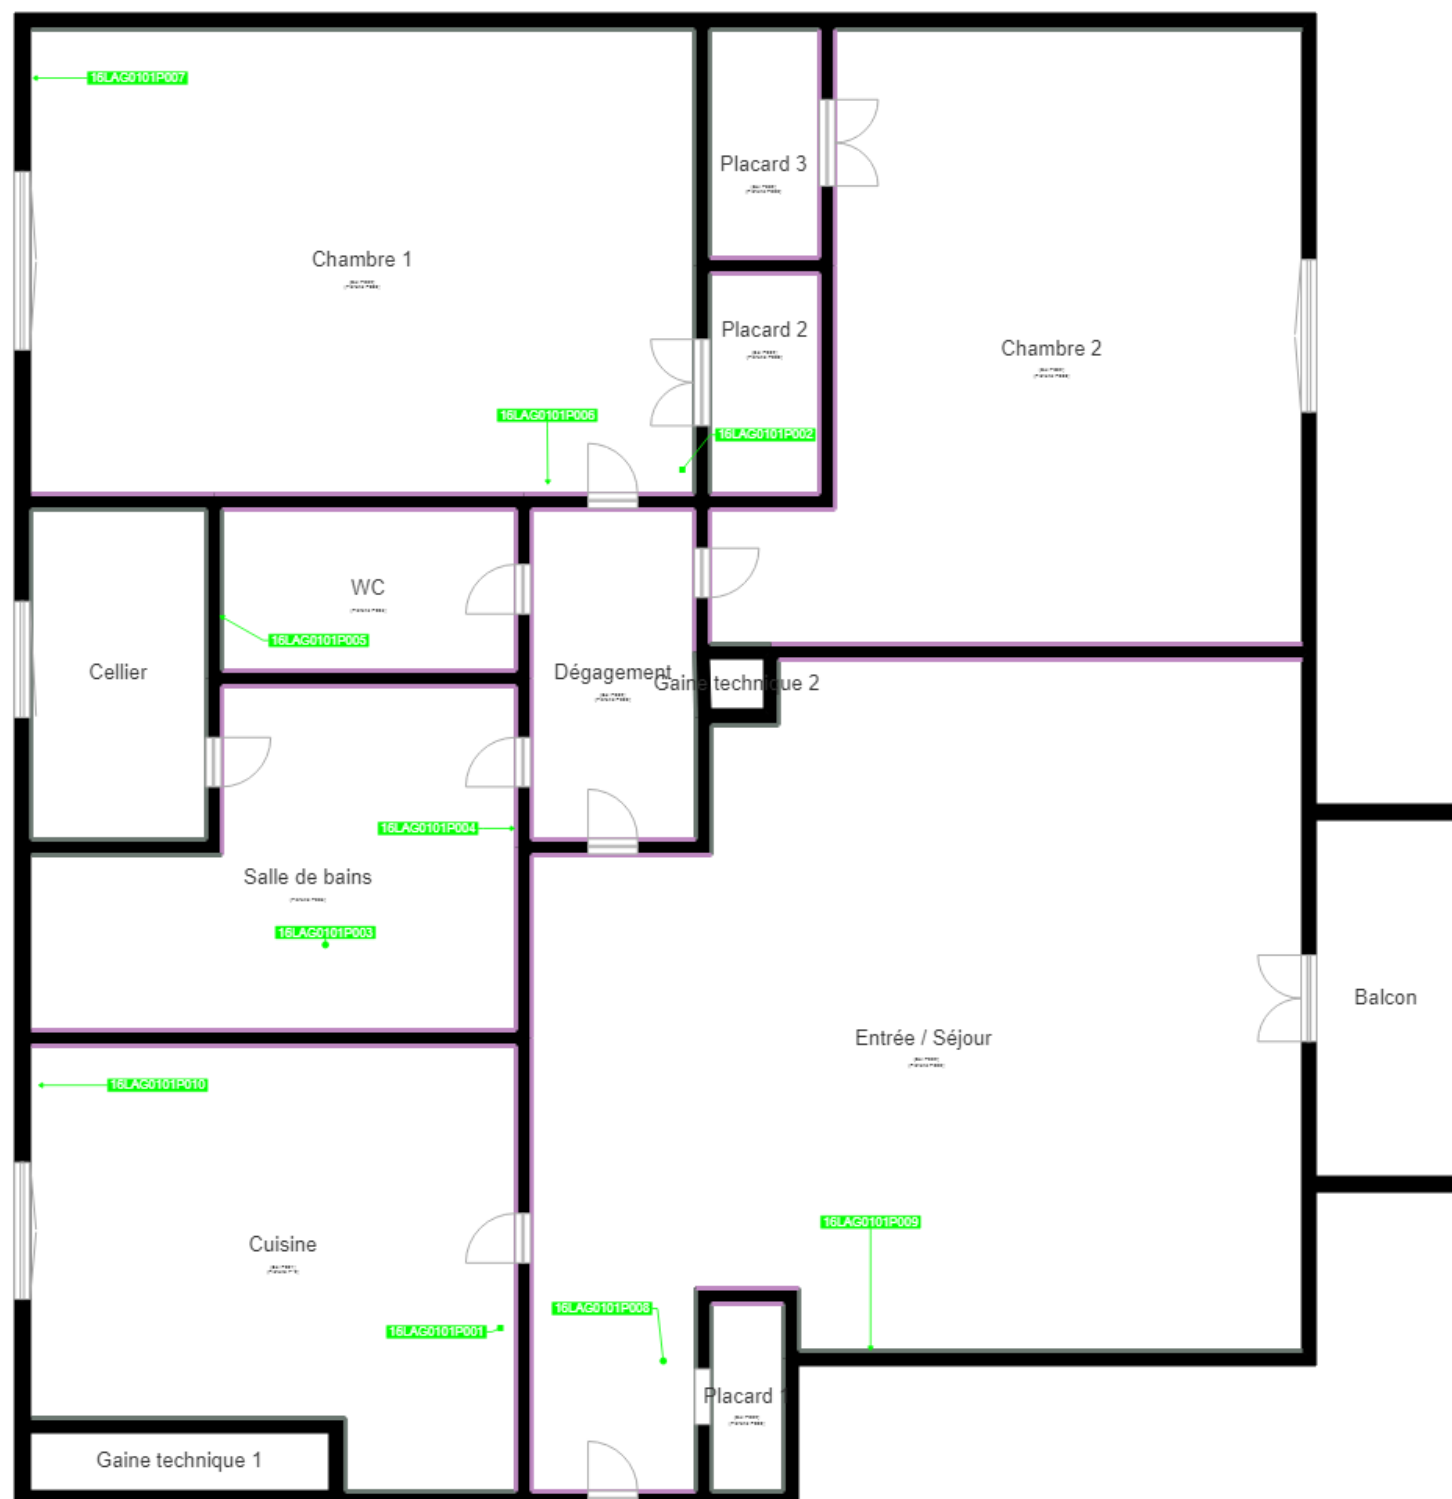 16LAG0101P007
Placard 3
Chambre 1
Placard 2
Chambre 2
16LAG0101P006
16LAG0101P002
WC
16LAG0101P005
Cellier
Dégagement
Gaine technique 2
16LAG0101P004
Salle de bains
16LAG0101P003
Balcon
Entrée / Séjour
16LAG0101P010
16LAG0101P009
Cuisine
16LAG0101P008
16LAG0101P001
Placard 1
Gaine technique 1